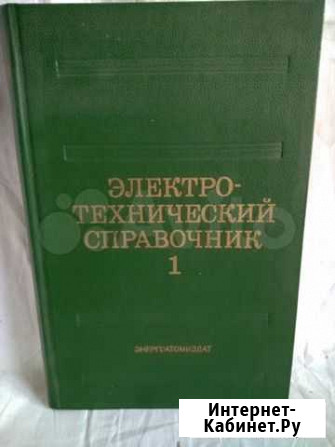 ЭЛЕКТРО-
ТЕХНИЧЕСКИЙ
СПРАВОЧНИК
1
ЭНЕРГОАТОМИЗДАТ
Интернет-
Кабинет.Ру